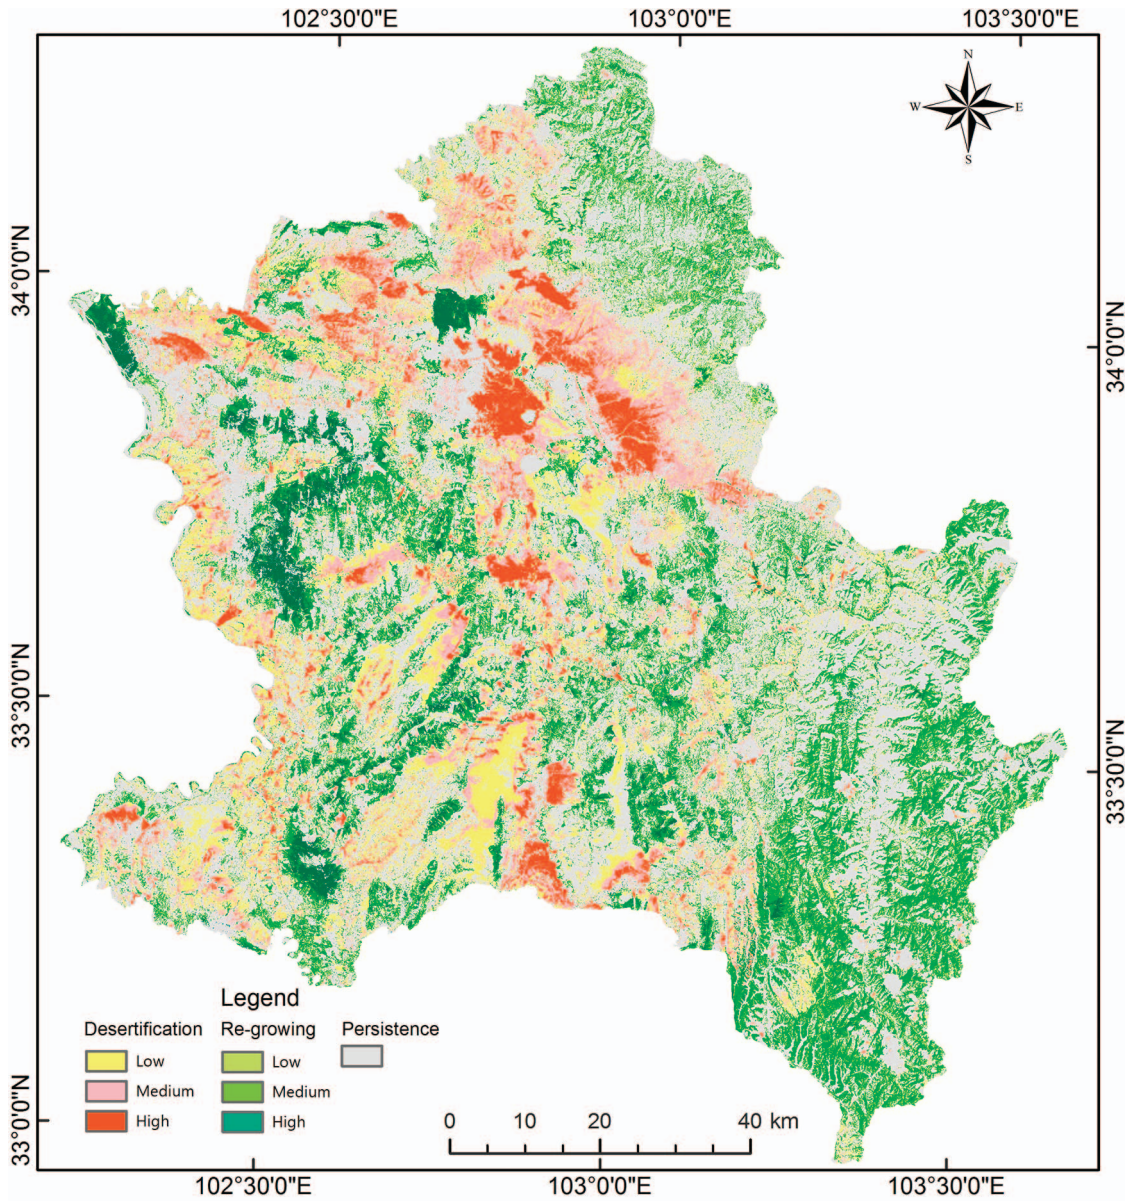 102°30'0"E 103°0'0"E 103°30'0"E
N
W E
S
34°0'0"N
34°0'0"N
33°30'0"N
33°30'0"N
Legend
Desertification Re-growing Persistence
Low Low
Medium Medium
High High
0 10 20 40 km
33°0'0"N
102°30'0"E 103°0'0"E 103°30'0"E